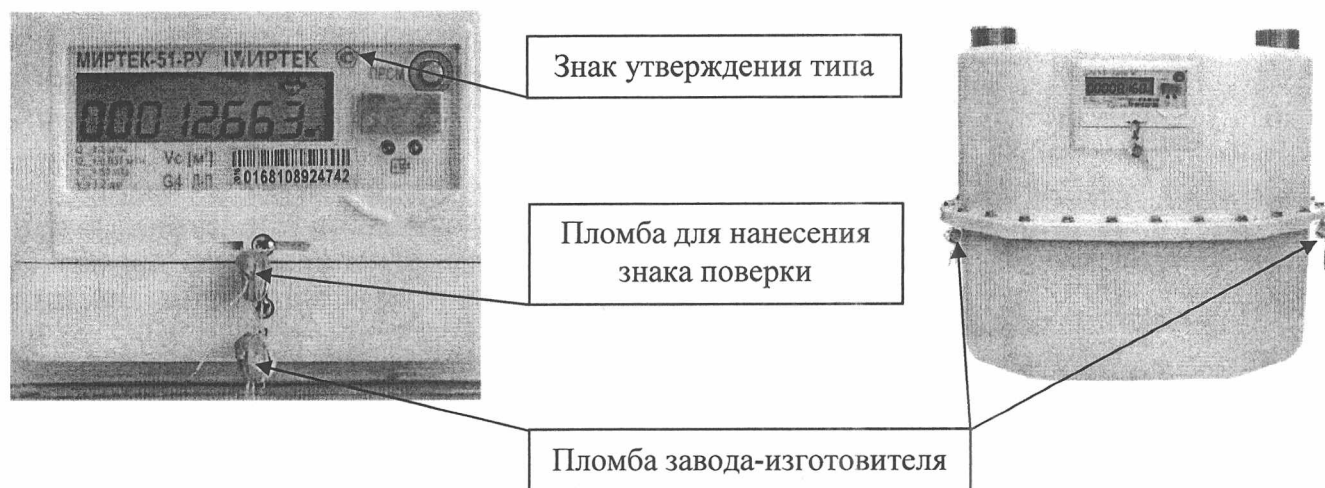 МИРТЕК-51-РУ МИРТЕК
ПРСМ
00012663
Vc [м³]
G4 Л-П
0168108924742
Знак утверждения типа
Пломба для нанесения
знака поверки
Пломба завода-изготовителя